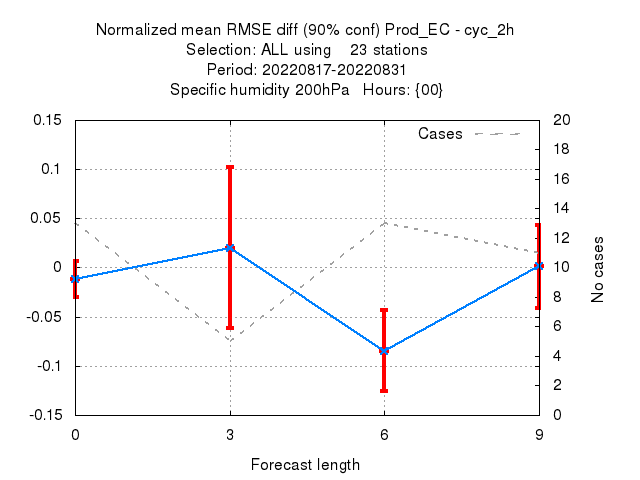 Normalized mean RMSE diff (90% conf) Prod_EC - cyc_2h
Selection: ALL using    23 stations
Period: 20220817-20220831
Specific humidity 200hPa   Hours: {00}
Cases
0.15
0.1
0.05
0
-0.05
-0.1
-0.15
20
18
16
14
12
10
8
6
4
2
0
No cases
0 3 6 9
Forecast length